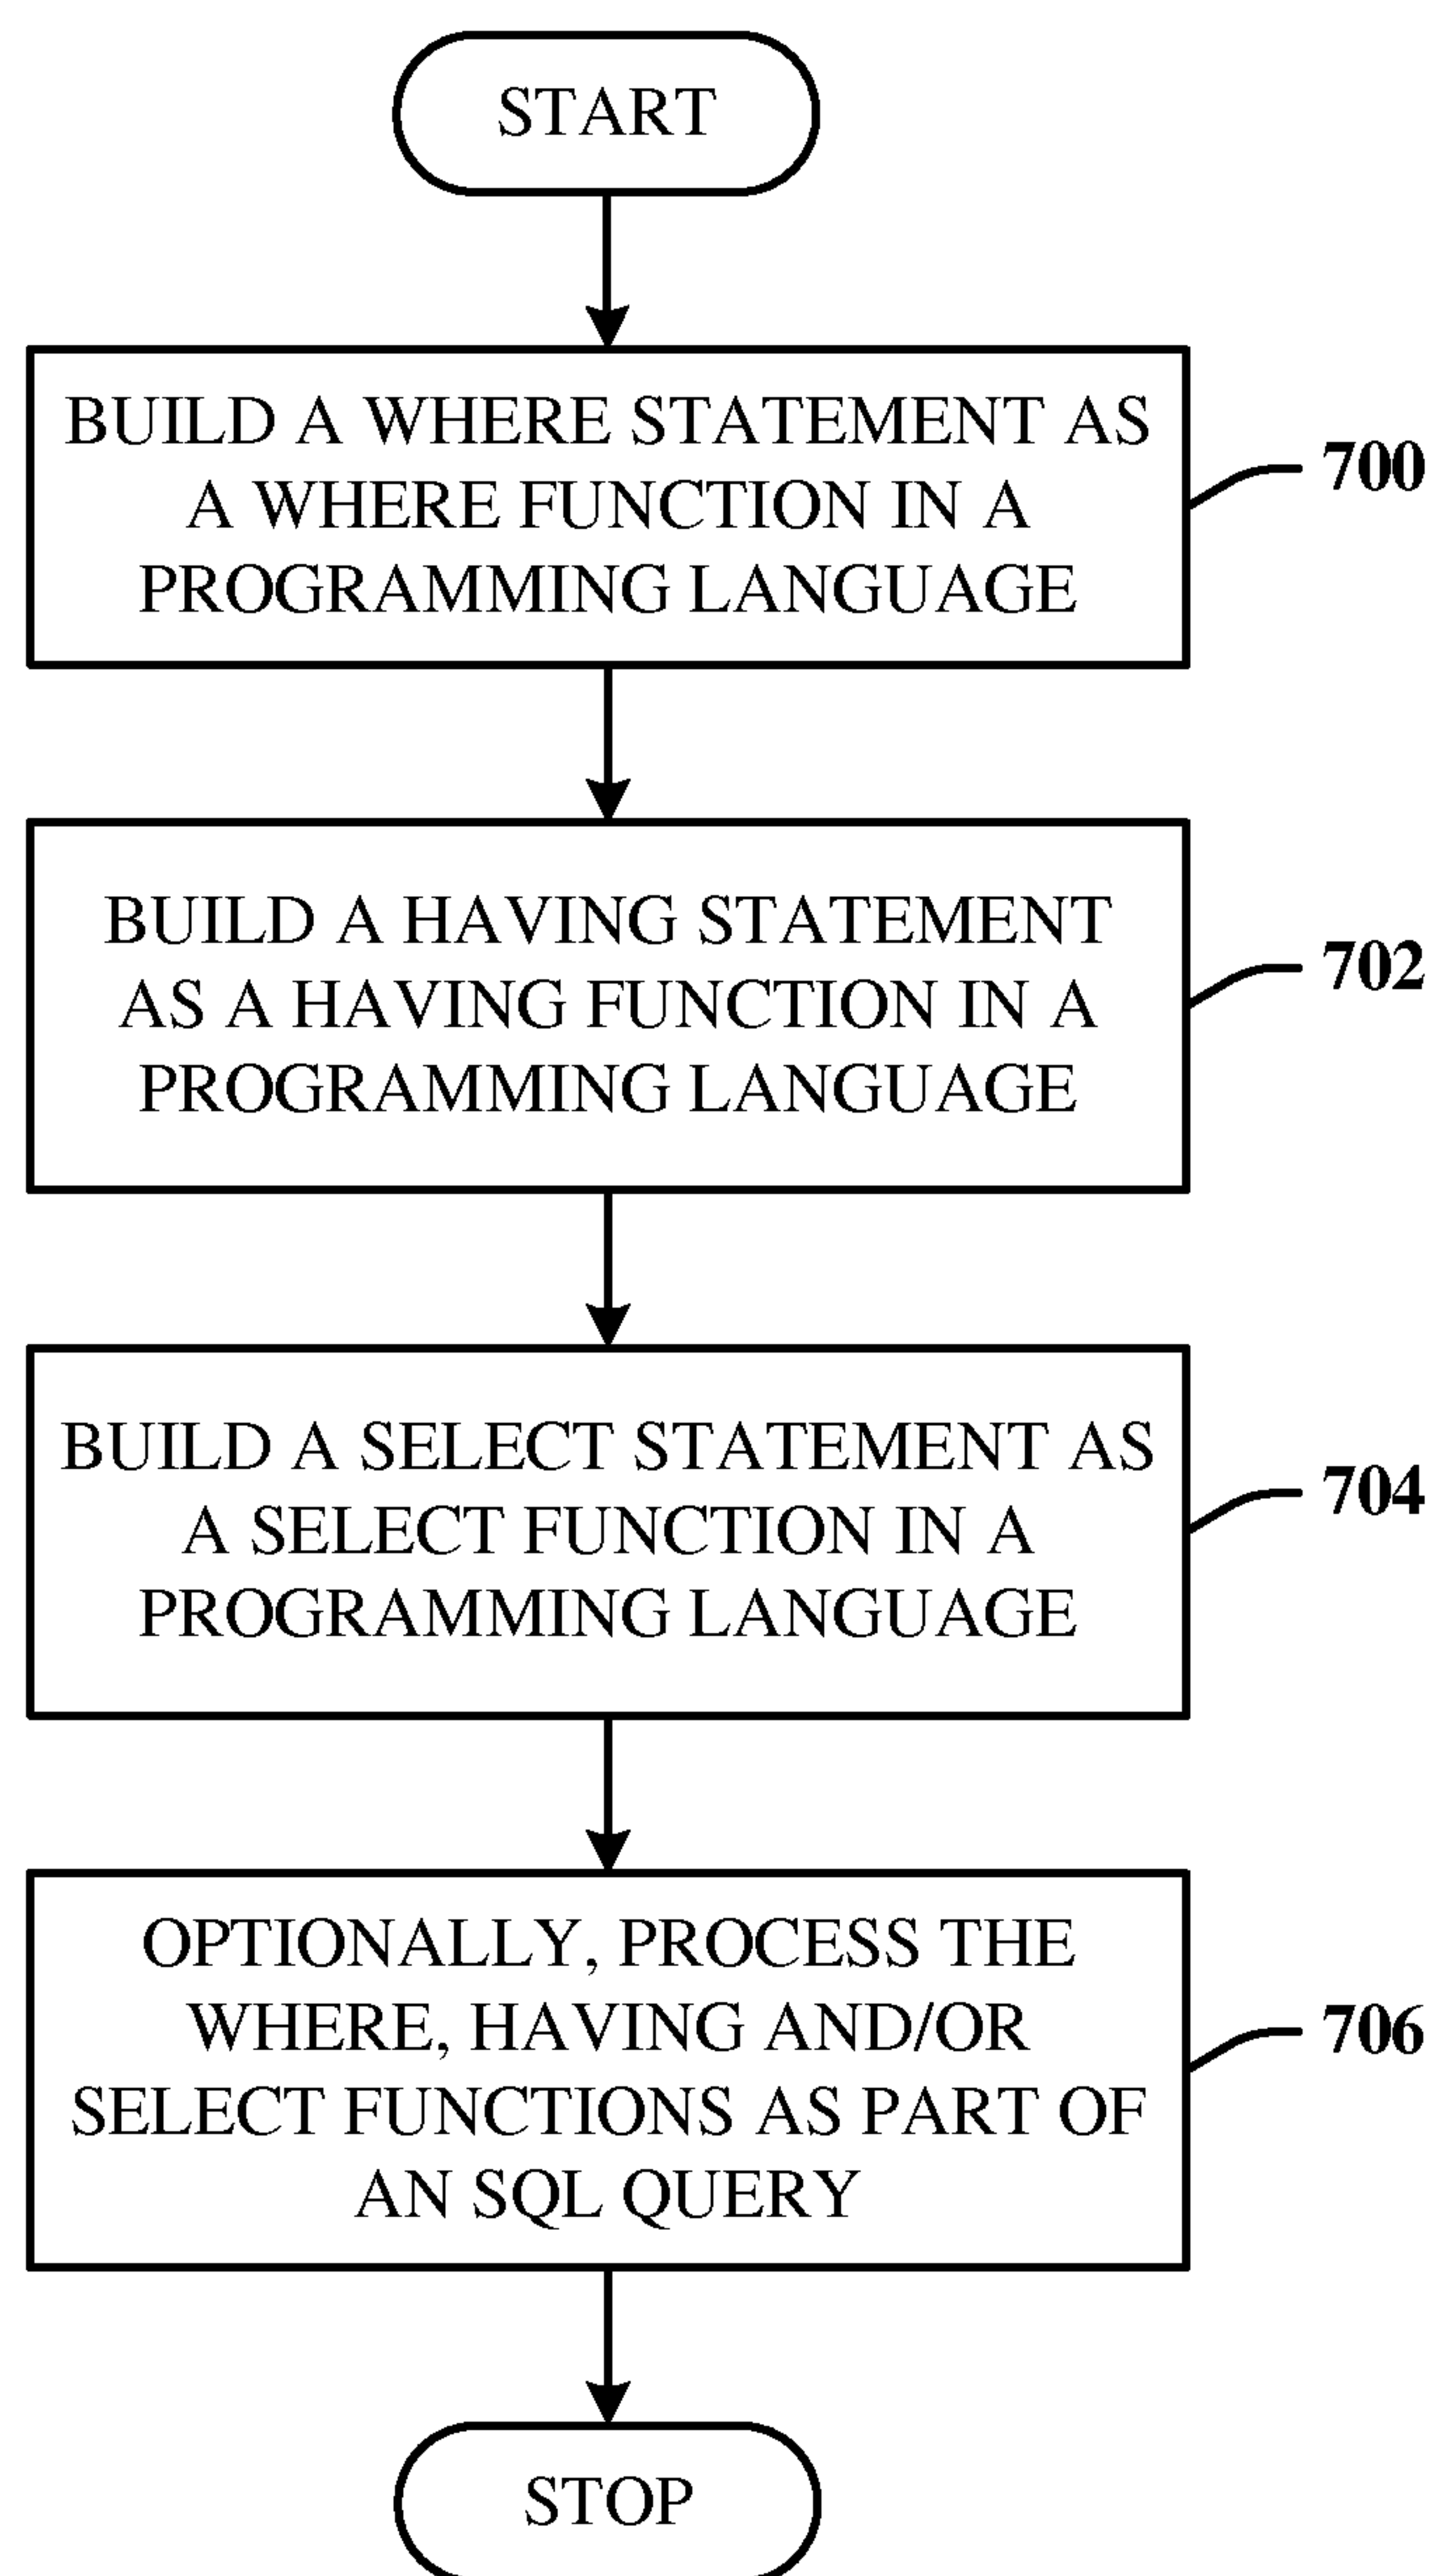 START
BUILD A WHERE STATEMENT AS
A WHERE FUNCTION IN A
PROGRAMMING LANGUAGE
700
BUILD A HAVING STATEMENT
AS A HAVING FUNCTION IN A
PROGRAMMING LANGUAGE
702
BUILD A SELECT STATEMENT AS
A SELECT FUNCTION IN A
PROGRAMMING LANGUAGE
704
OPTIONALLY, PROCESS THE
WHERE, HAVING AND/OR
SELECT FUNCTIONS AS PART OF
AN SQL QUERY
706
STOP